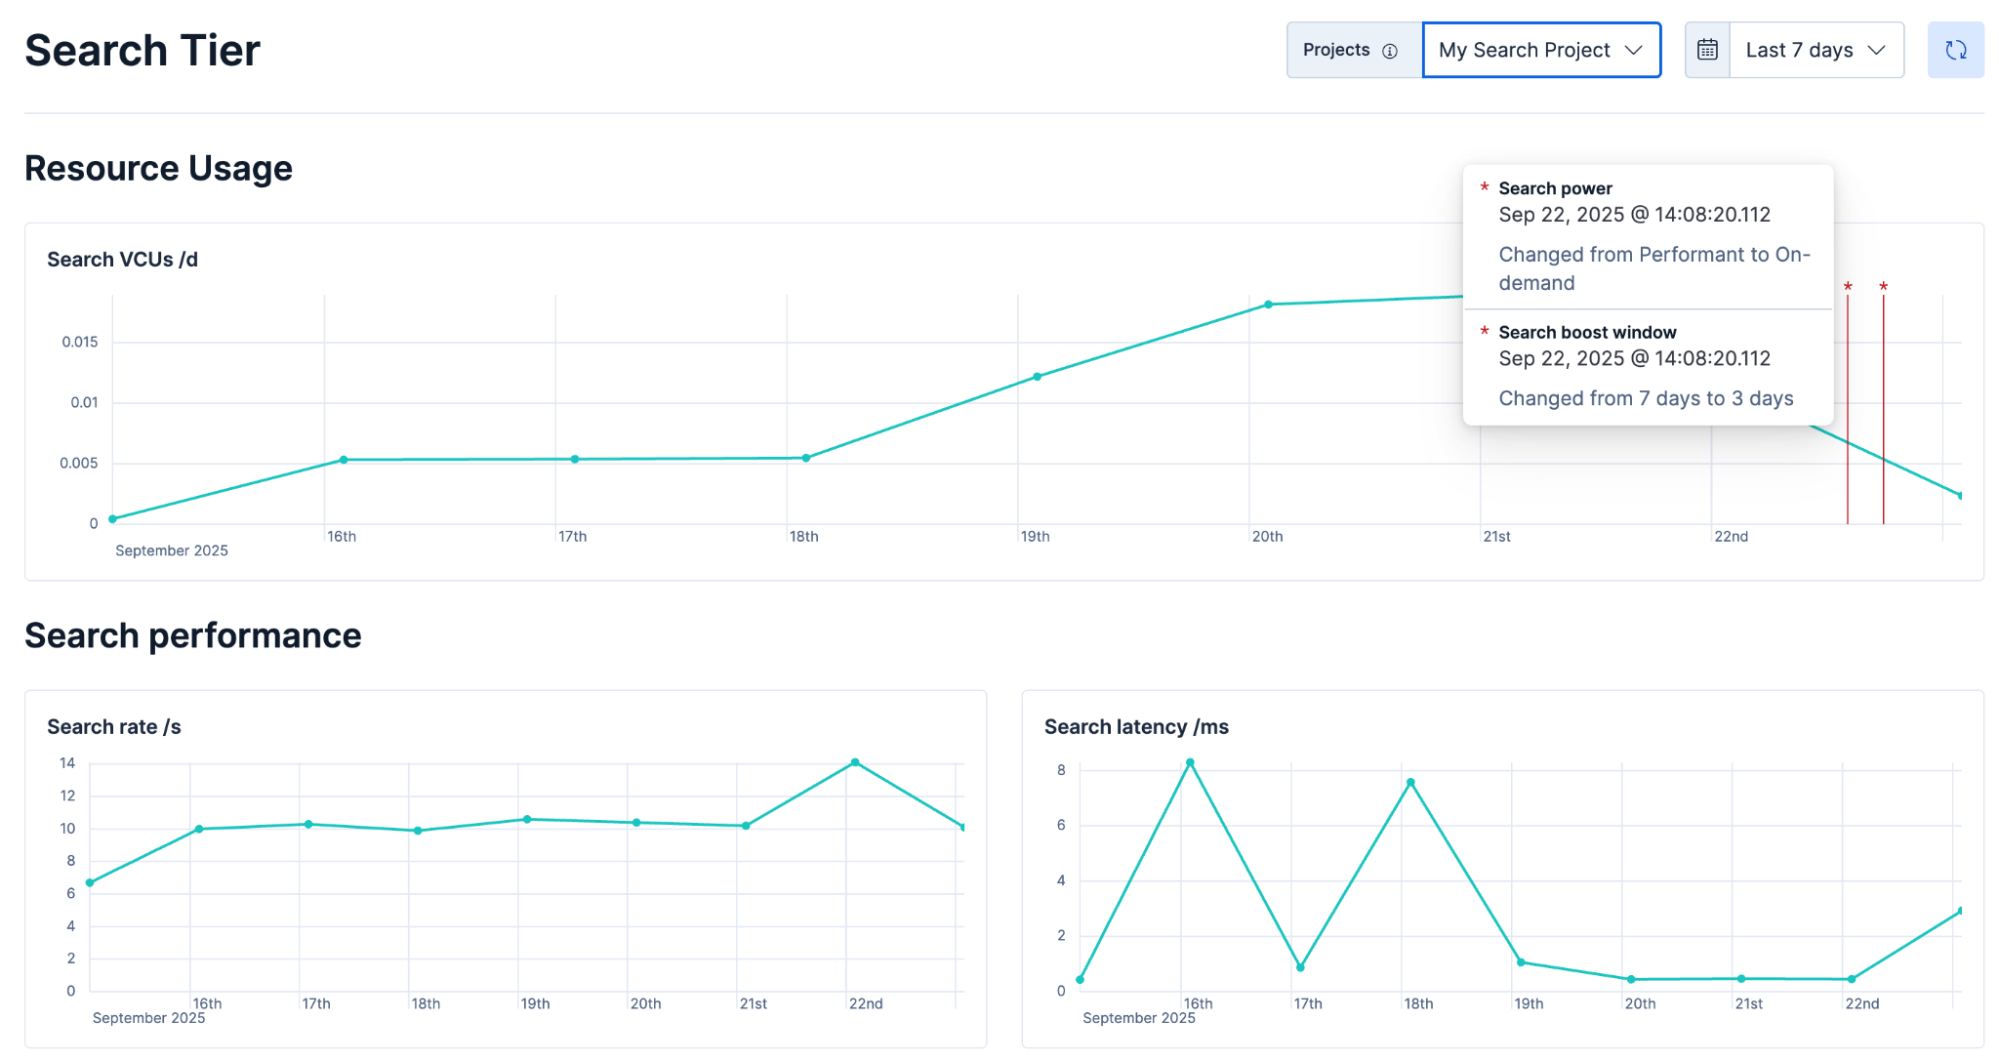 Search Tier
Projects
My Search Project
Last 7 days
Resource Usage
* Search power
Sep 22, 2025 @ 14:08:20.112
Changed from Performant to On-
demand
* Search boost window
Sep 22, 2025 @ 14:08:20.112
Changed from 7 days to 3 days
Search VCUs /d
* *
0.015
0.01
0.005
0
16th 17th 18th 19th 20th 21st 22nd
September 2025
Search performance
Search rate /s
14
12
10
8
6
4
2
0
16th 17th 18th 19th 20th 21st 22nd
September 2025
Search latency /ms
8
6
4
2
0
16th 17th 18th 19th 20th 21st 22nd
September 2025